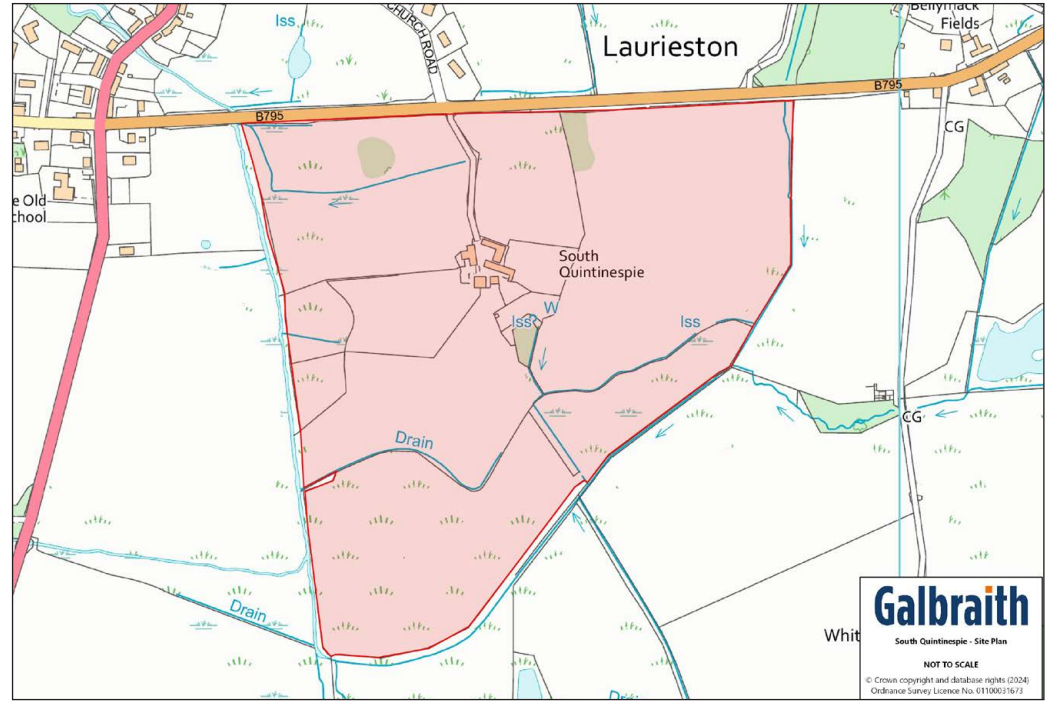 Iss
CHURCH ROAD
Laurieston
Bellymack
Fields
B795
B795
CG
e Old
chool
South
Quintinespie
W
Iss
Iss
CG
Drain
Drain
Whit
Galbraith
South Quintinespie - Site Plan
NOT TO SCALE
© Crown copyright and database rights (2024)
Ordnance Survey Licence No. 01100031673